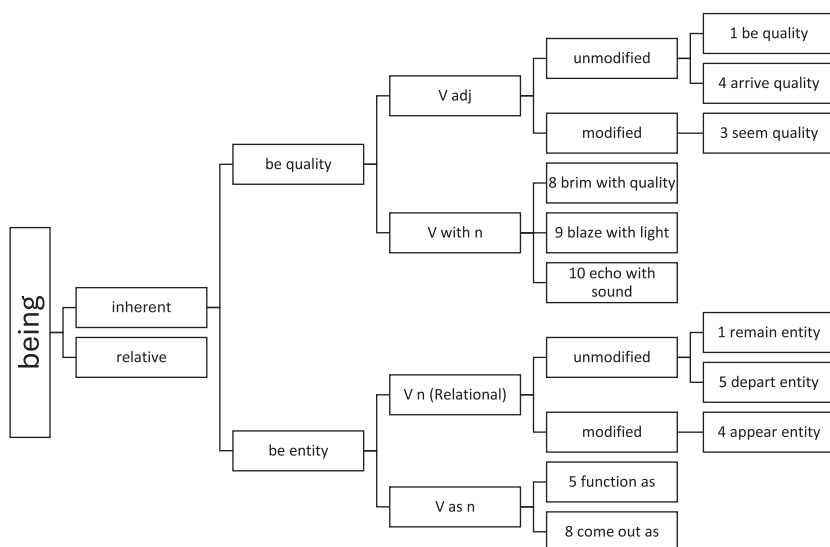 being
inherent
relative
be quality
be entity
V adj
V with n
V n (Relational)
V as n
unmodified
modified
8 brim with quality
9 blaze with light
10 echo with
sound
unmodified
modified
5 function as
8 come out as
1 be quality
4 arrive quality
3 seem quality
1 remain entity
5 depart entity
4 appear entity